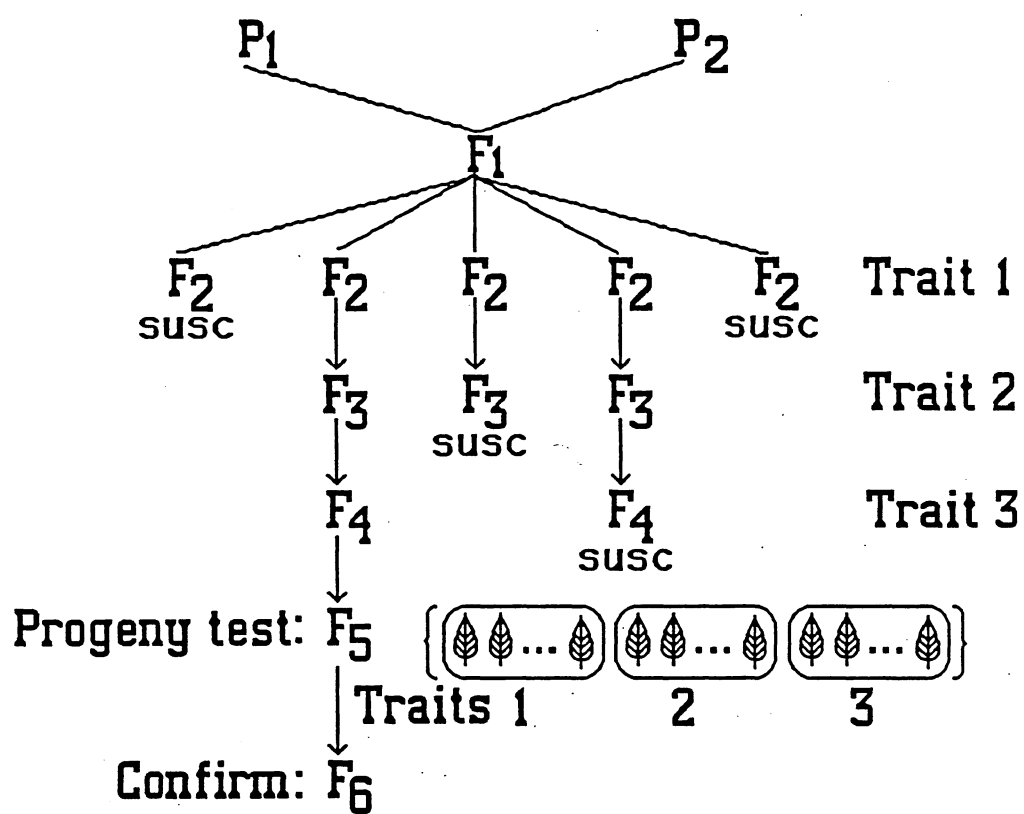 P1 P2
F1
F2 F2 F2 F2 F2 Trait 1
susc susc
F3 F3 F3 Trait 2
susc
F4 F4 Trait 3
susc
Progeny test: F5 { ... ... ... }
Traits 1 2 3
Confirm: F6